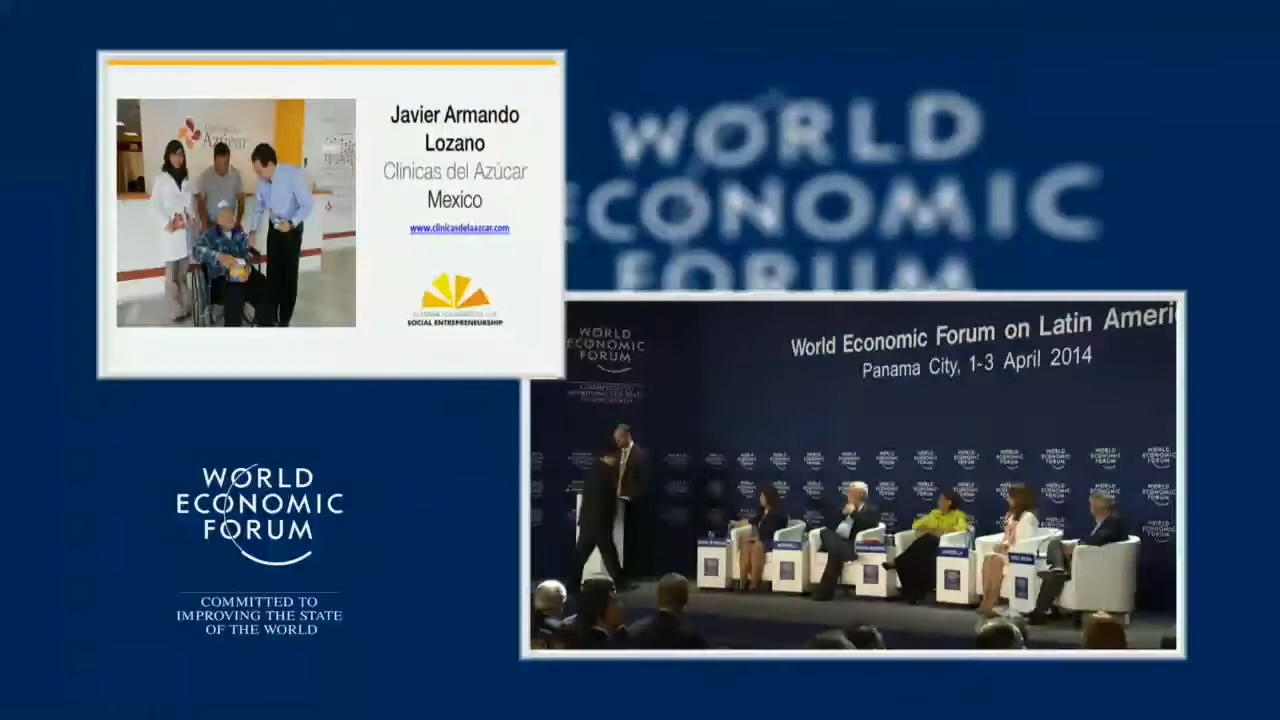 Javier Armando
Lozano
Clinicas del Azúcar
Mexico
www.clinicasdelaazcar.com
SOCIAL ENTREPRENEURSHIP
Azúcar
WORLD
ECONOMIC
FORUM
WORLD
ECONOMIC
FORUM
World Economic Forum on Latin Ameri
Panama City, 1-3 April 2014
WORLD
ECONOMIC
FORUM
COMMITTED TO
IMPROVING THE STATE
OF THE WORLD